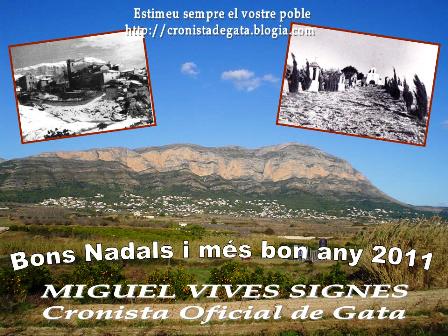 Estimeu sempre el vostre poble
http://cronistadegata.blogia.com
Bons Nadals i més bon any 2011
MIGUEL VIVES SIGNES
Cronista Oficial de Gata